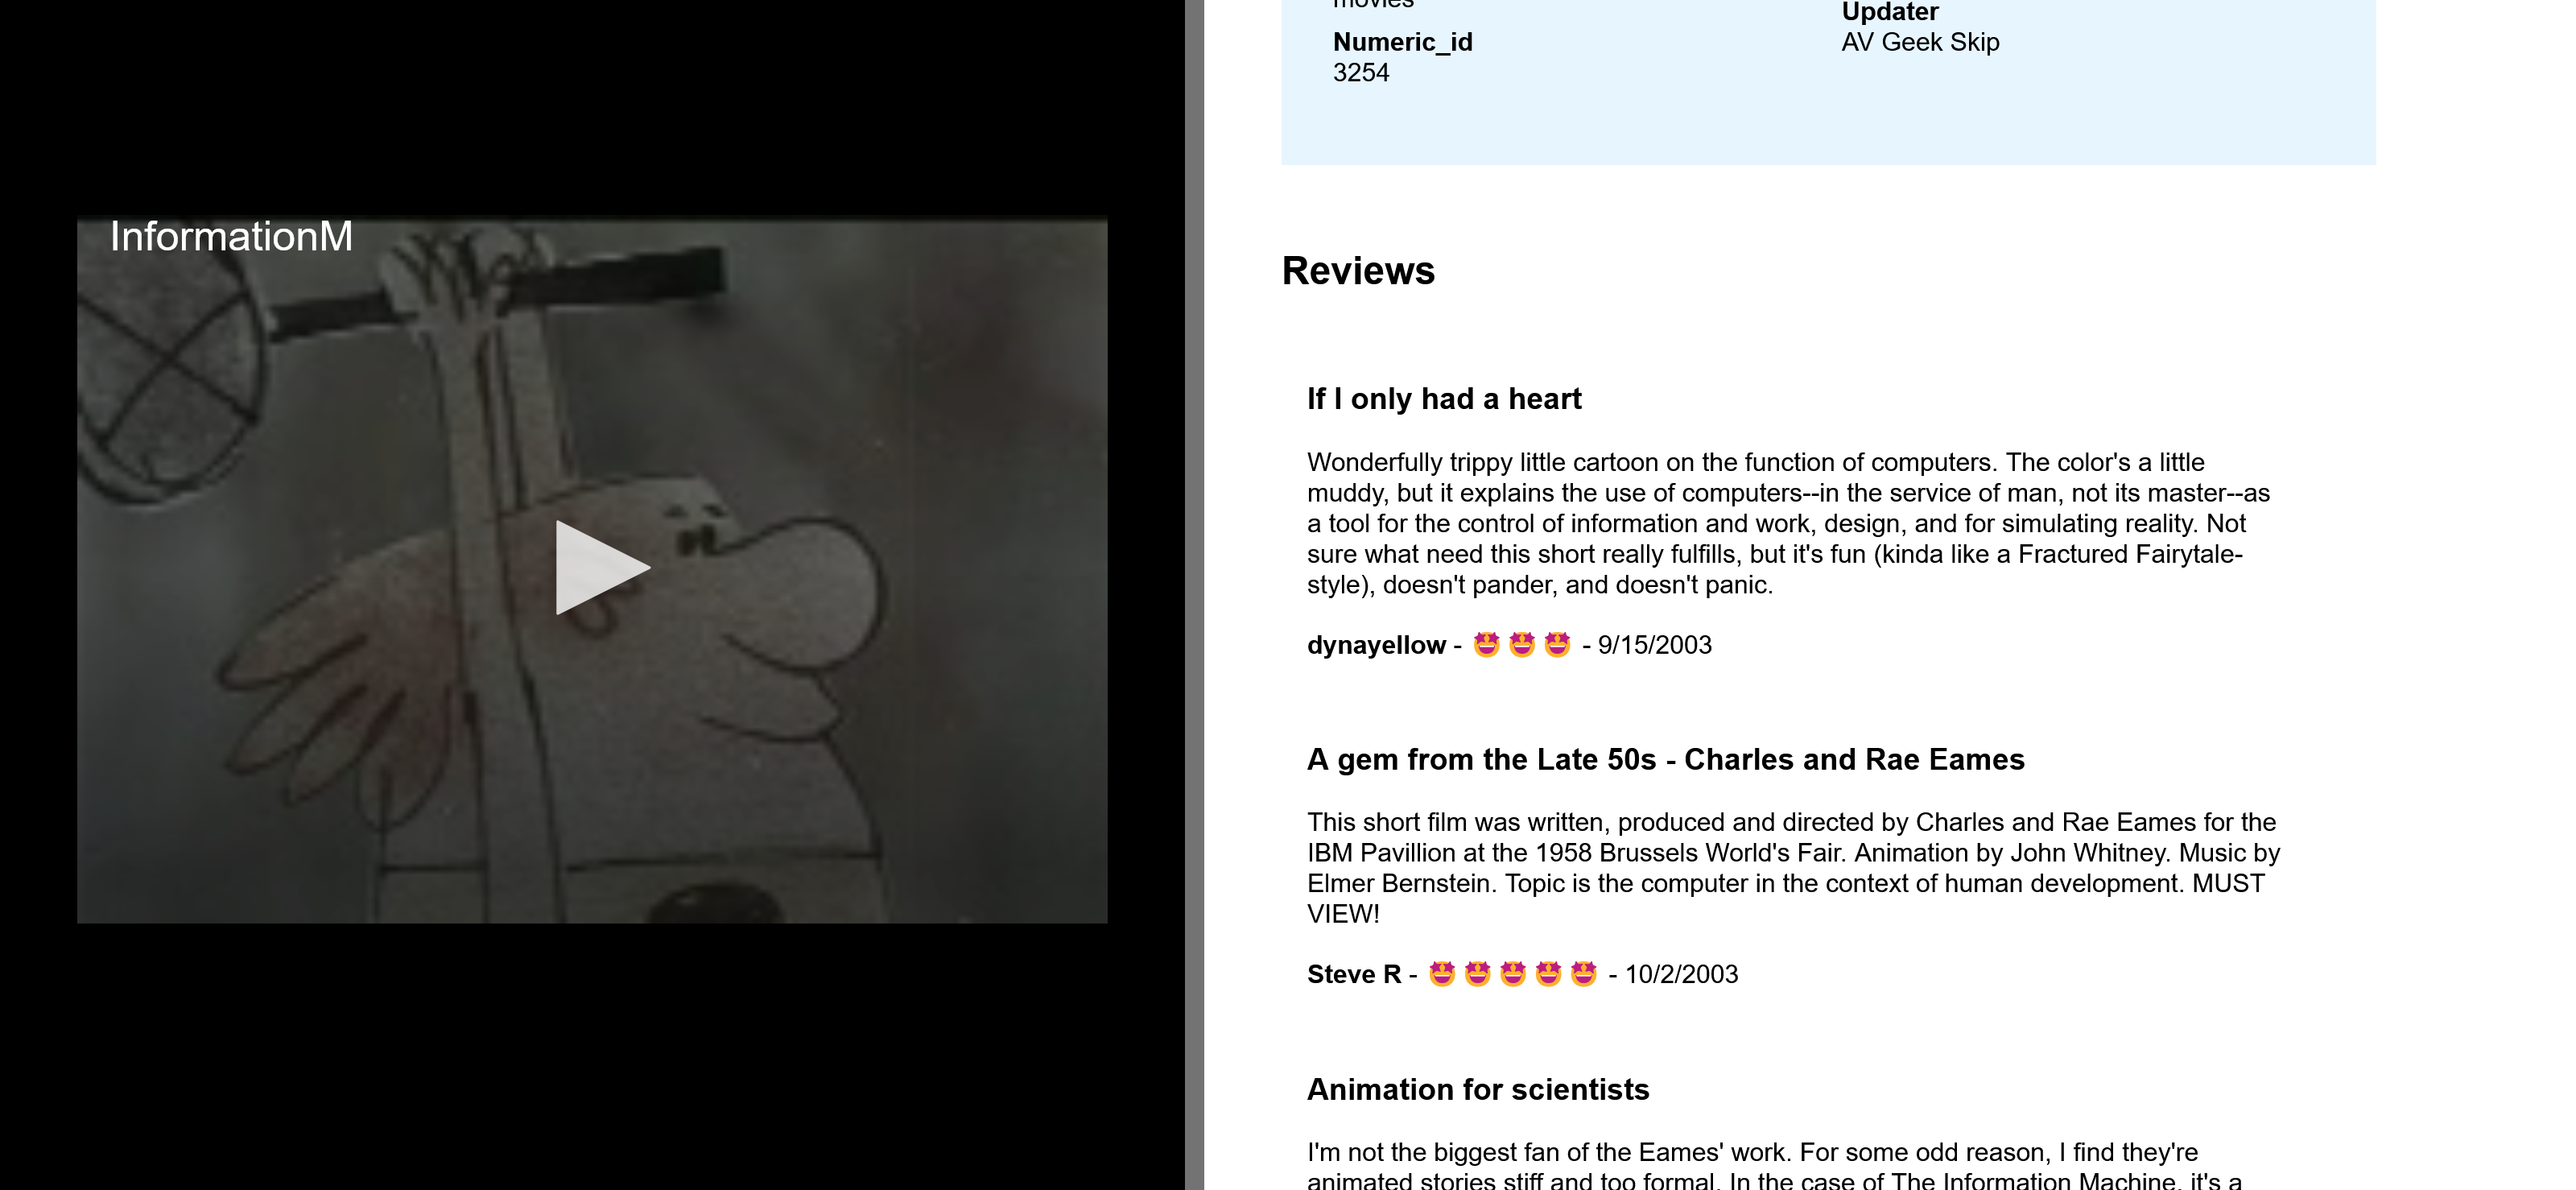 InformationM
movies
Numeric_id
3254
Updater
AV Geek Skip
Reviews
If I only had a heart
Wonderfully trippy little cartoon on the function of computers. The color's a little
muddy, but it explains the use of computers--in the service of man, not its master--as
a tool for the control of information and work, design, and for simulating reality. Not
sure what need this short really fulfills, but it's fun (kinda like a Fractured Fairytale-
style), doesn't pander, and doesn't panic.
dynayellow - 🤩 🤩 🤩 - 9/15/2003
A gem from the Late 50s - Charles and Rae Eames
This short film was written, produced and directed by Charles and Rae Eames for the
IBM Pavillion at the 1958 Brussels World's Fair. Animation by John Whitney. Music by
Elmer Bernstein. Topic is the computer in the context of human development. MUST
VIEW!
Steve R - 🤩 🤩 🤩 🤩 🤩 - 10/2/2003
Animation for scientists
I'm not the biggest fan of the Eames' work. For some odd reason, I find they're
animated stories stiff and too formal. In the case of The Information Machine, it's a